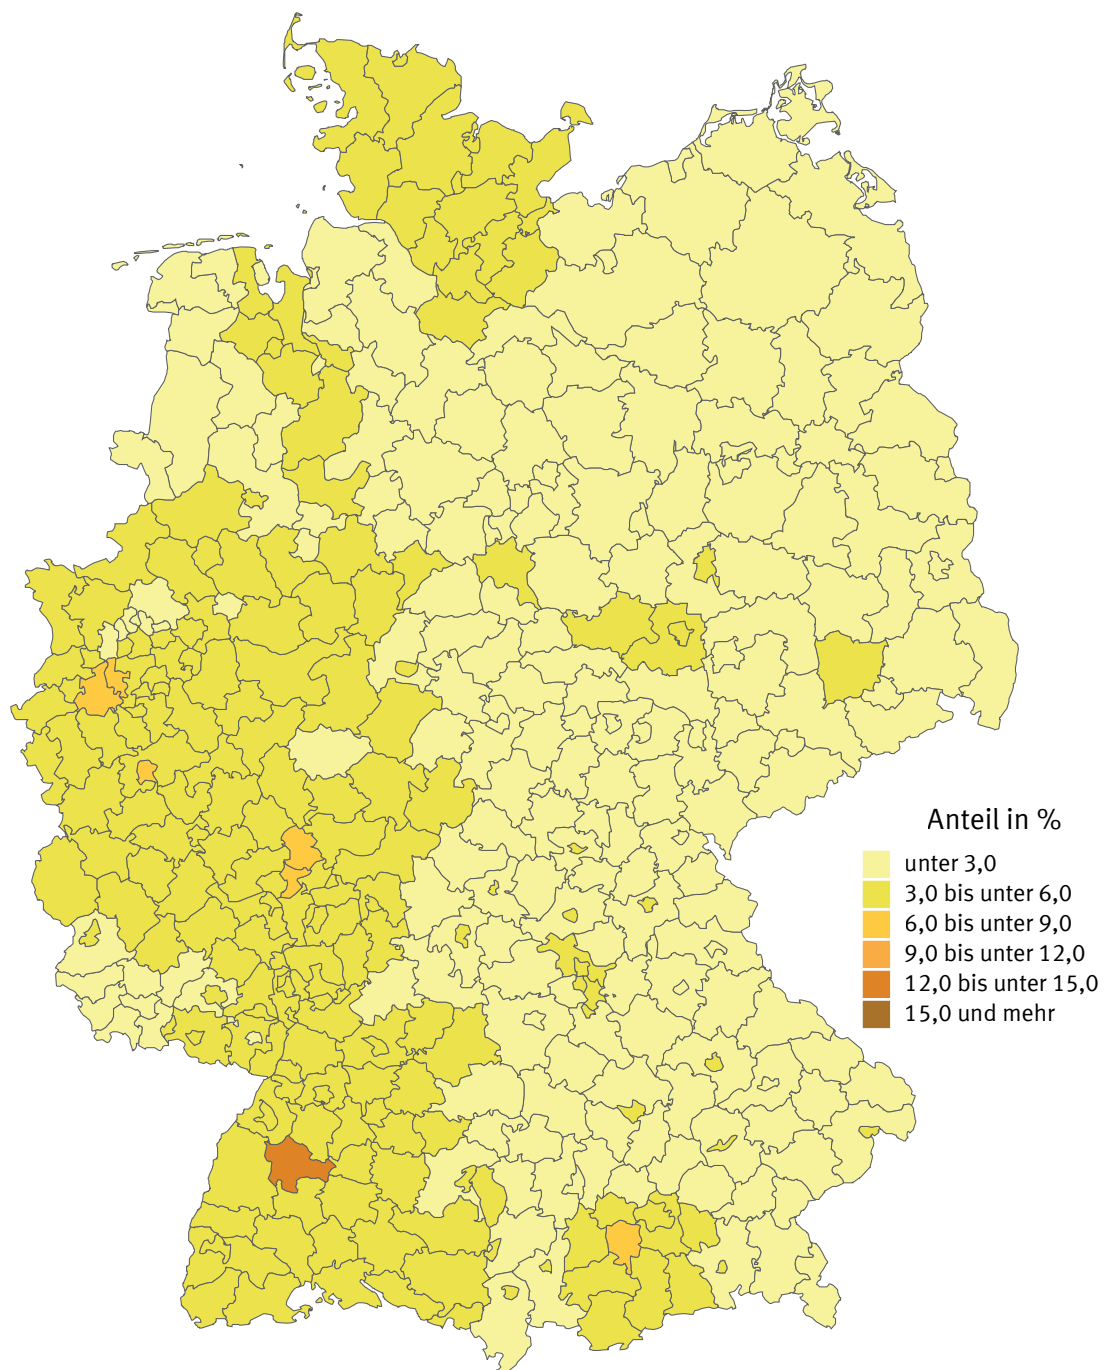 Anteil in %
unter 3,0
3,0 bis unter 6,0
6,0 bis unter 9,0
9,0 bis unter 12,0
12,0 bis unter 15,0
15,0 und mehr